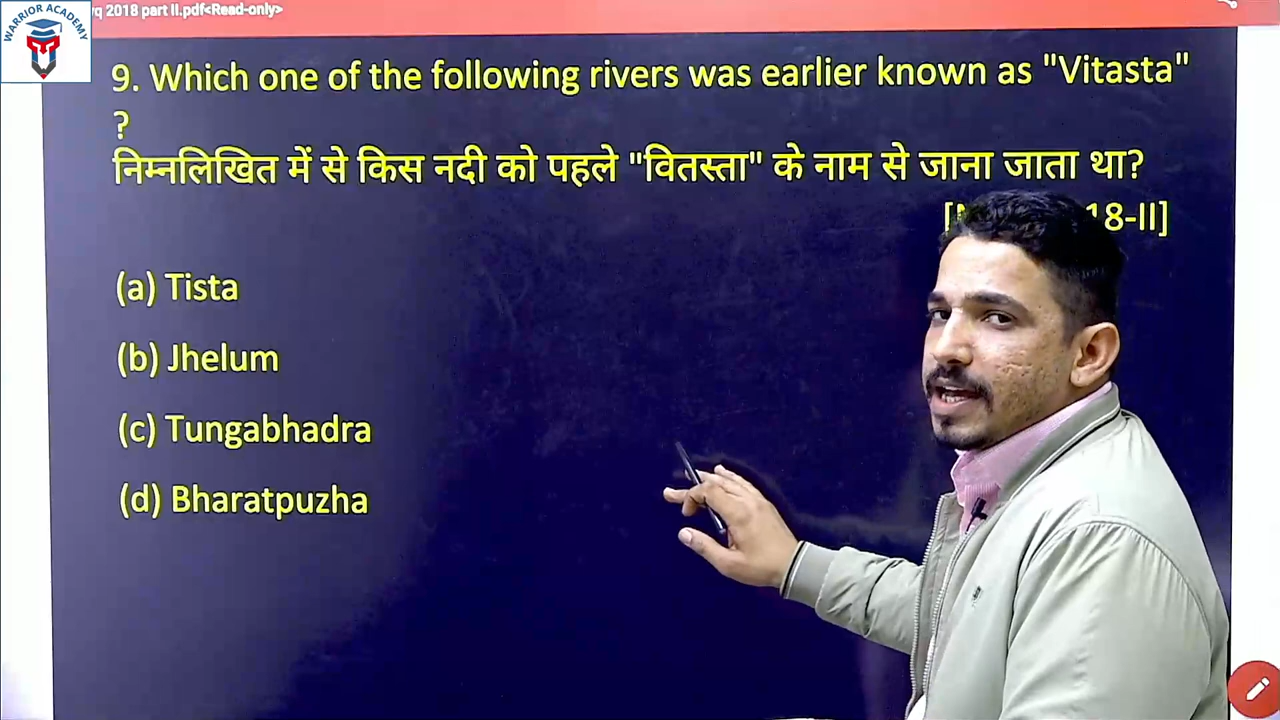 WARRIOR ACADEMY
yq 2018 part II.pdf<Read-only>
9. Which one of the following rivers was earlier known as "Vitasta"
?
निम्नलिखित में से किस नदी को पहले "वितस्ता" के नाम से जाना जाता था?
18-II]
(a) Tista
(b) Jhelum
(c) Tungabhadra
(d) Bharatpuzha